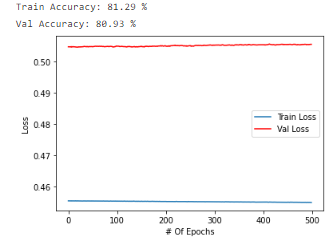 Train Accuracy: 81.29 %
Val Accuracy: 80.93 %
0.50
0.49
0.48
0.47
0.46
Loss
Train Loss
Val Loss
0 100 200 300 400 500
# Of Epochs